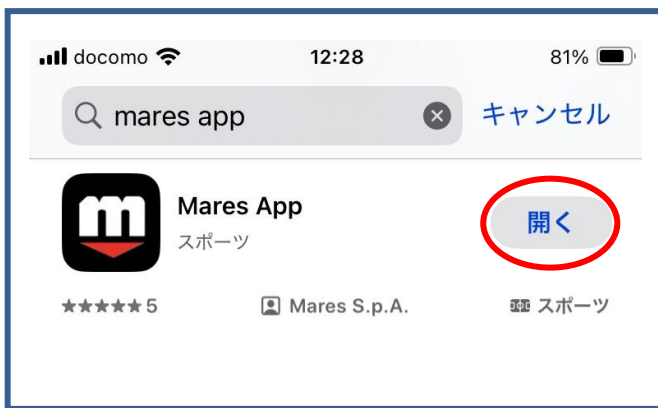 docomo 12:28 81%
mares app キャンセル
m
Mares App
スポーツ
開く
★★★★★ 5 Mares S.p.A. スポーツ